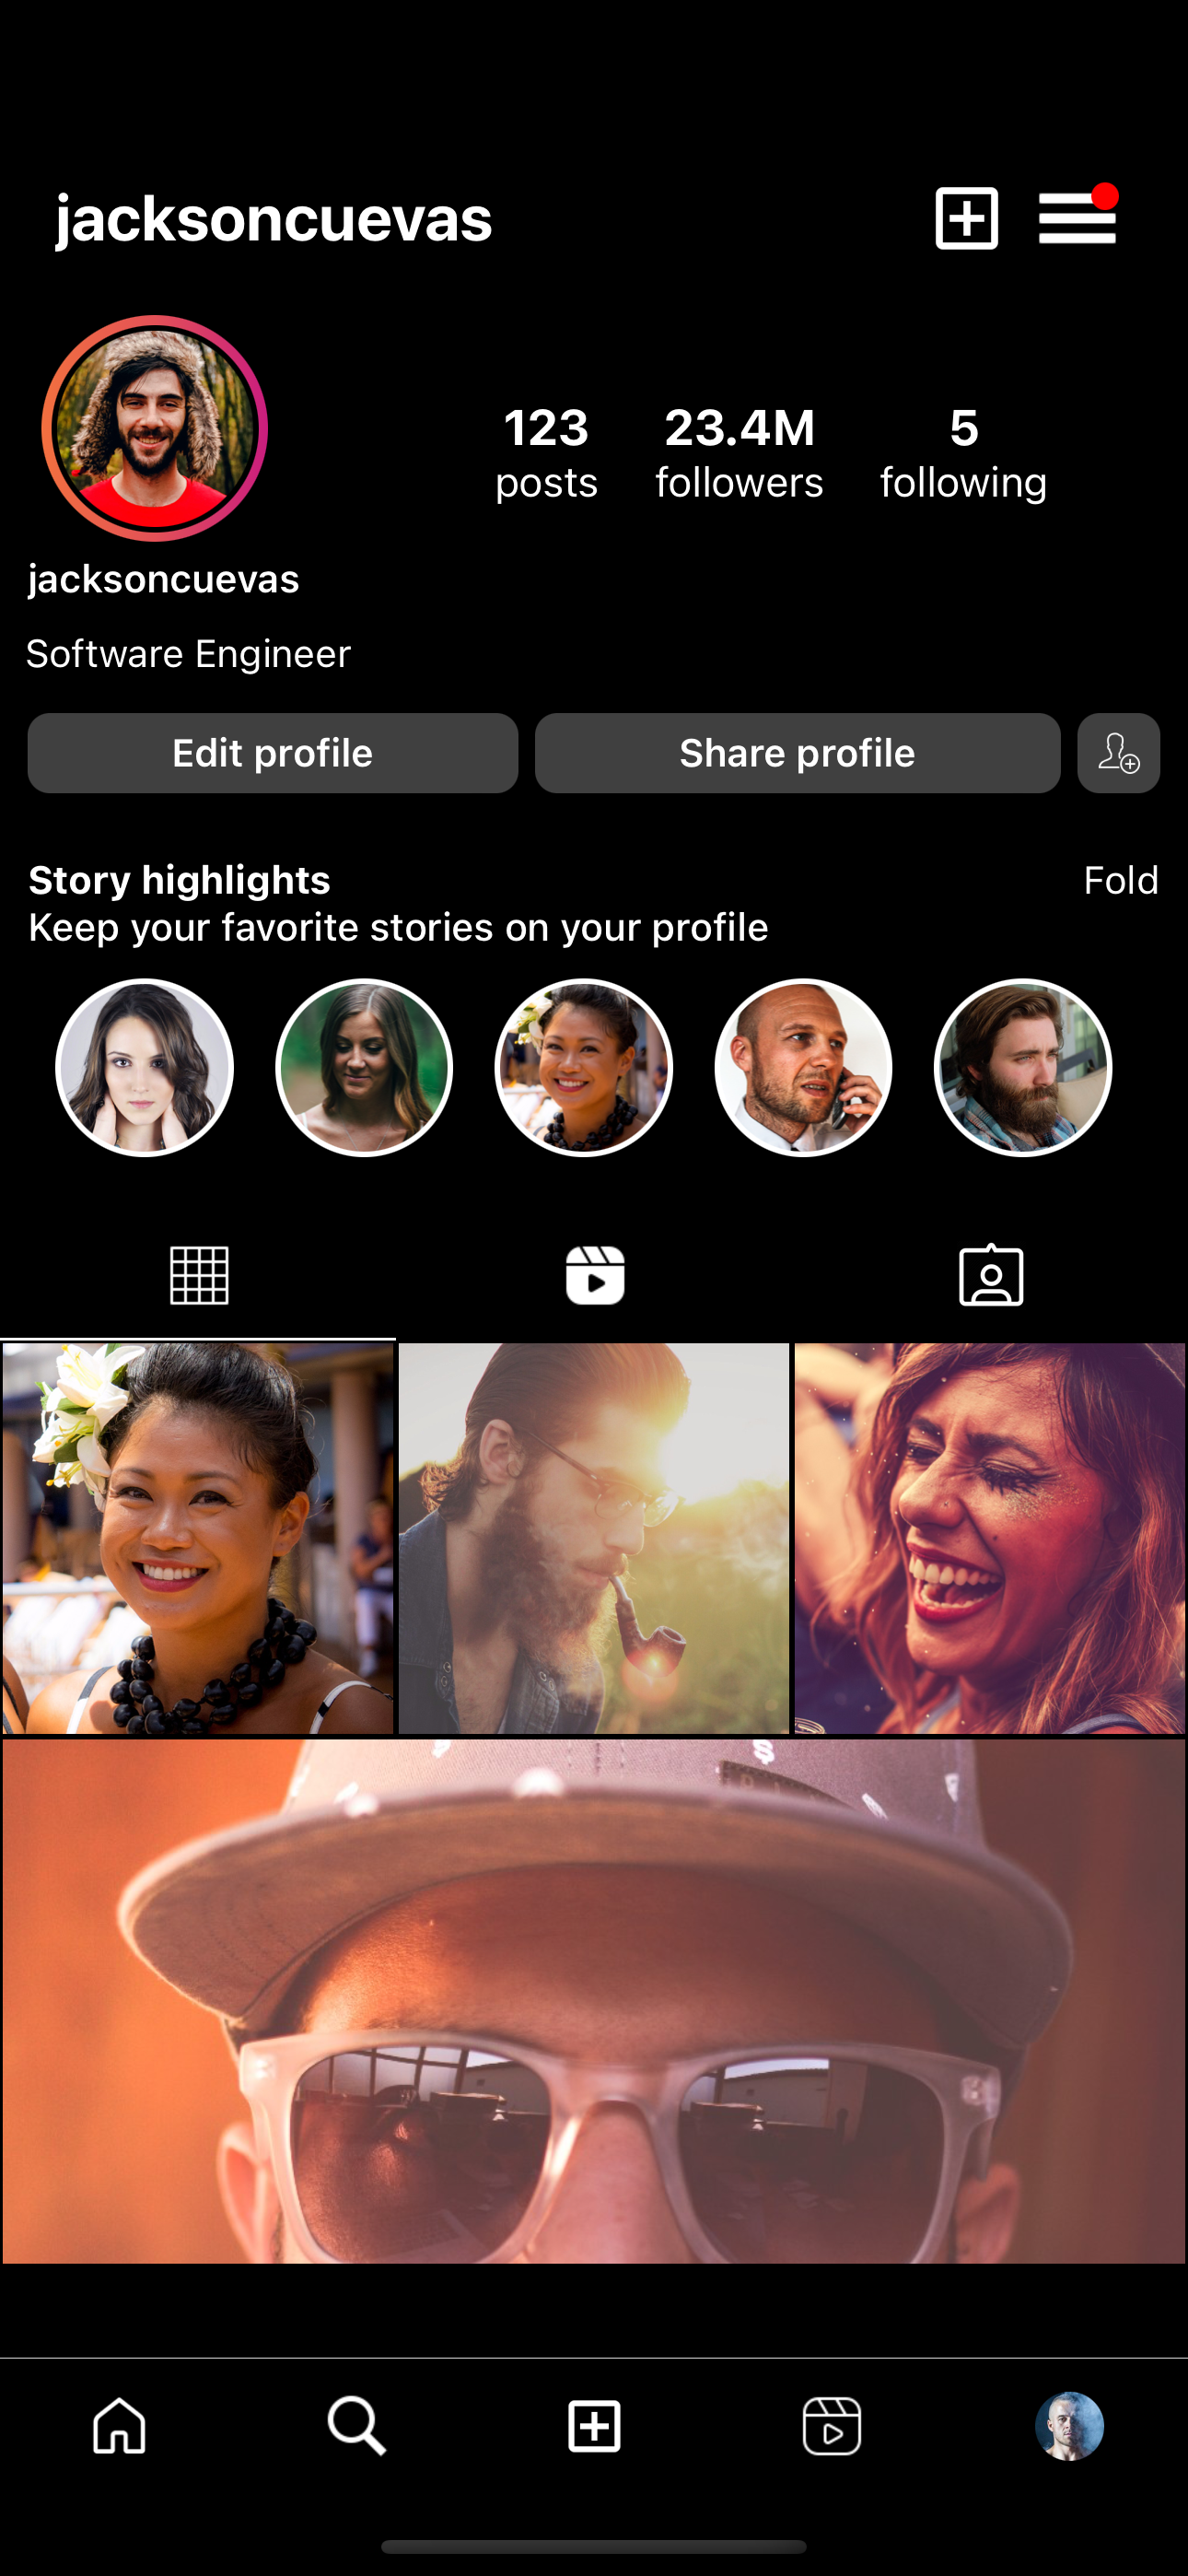 jacksoncuevas
123 23.4M 5
posts followers following
jacksoncuevas
Software Engineer
Edit profile Share profile
Story highlights Fold
Keep your favorite stories on your profile